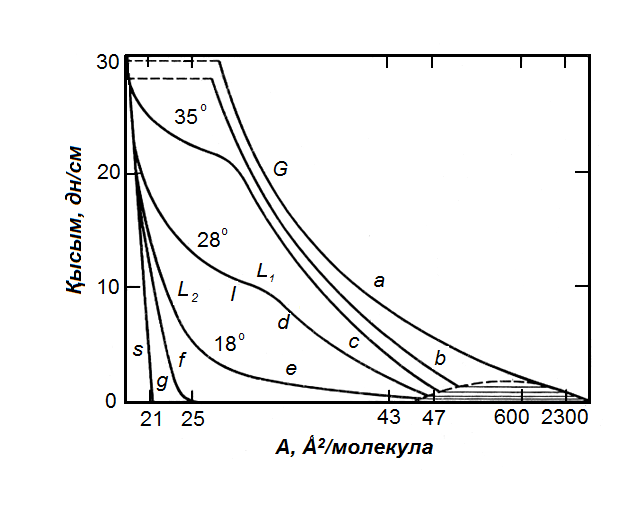 30
35°
G
20
Қысым, дн/см
28°
L₁
a
10
L₂
l
d
18°
c
b
s
g
f
e
0
21 25 43 47 600 2300
А, Å²/молекула